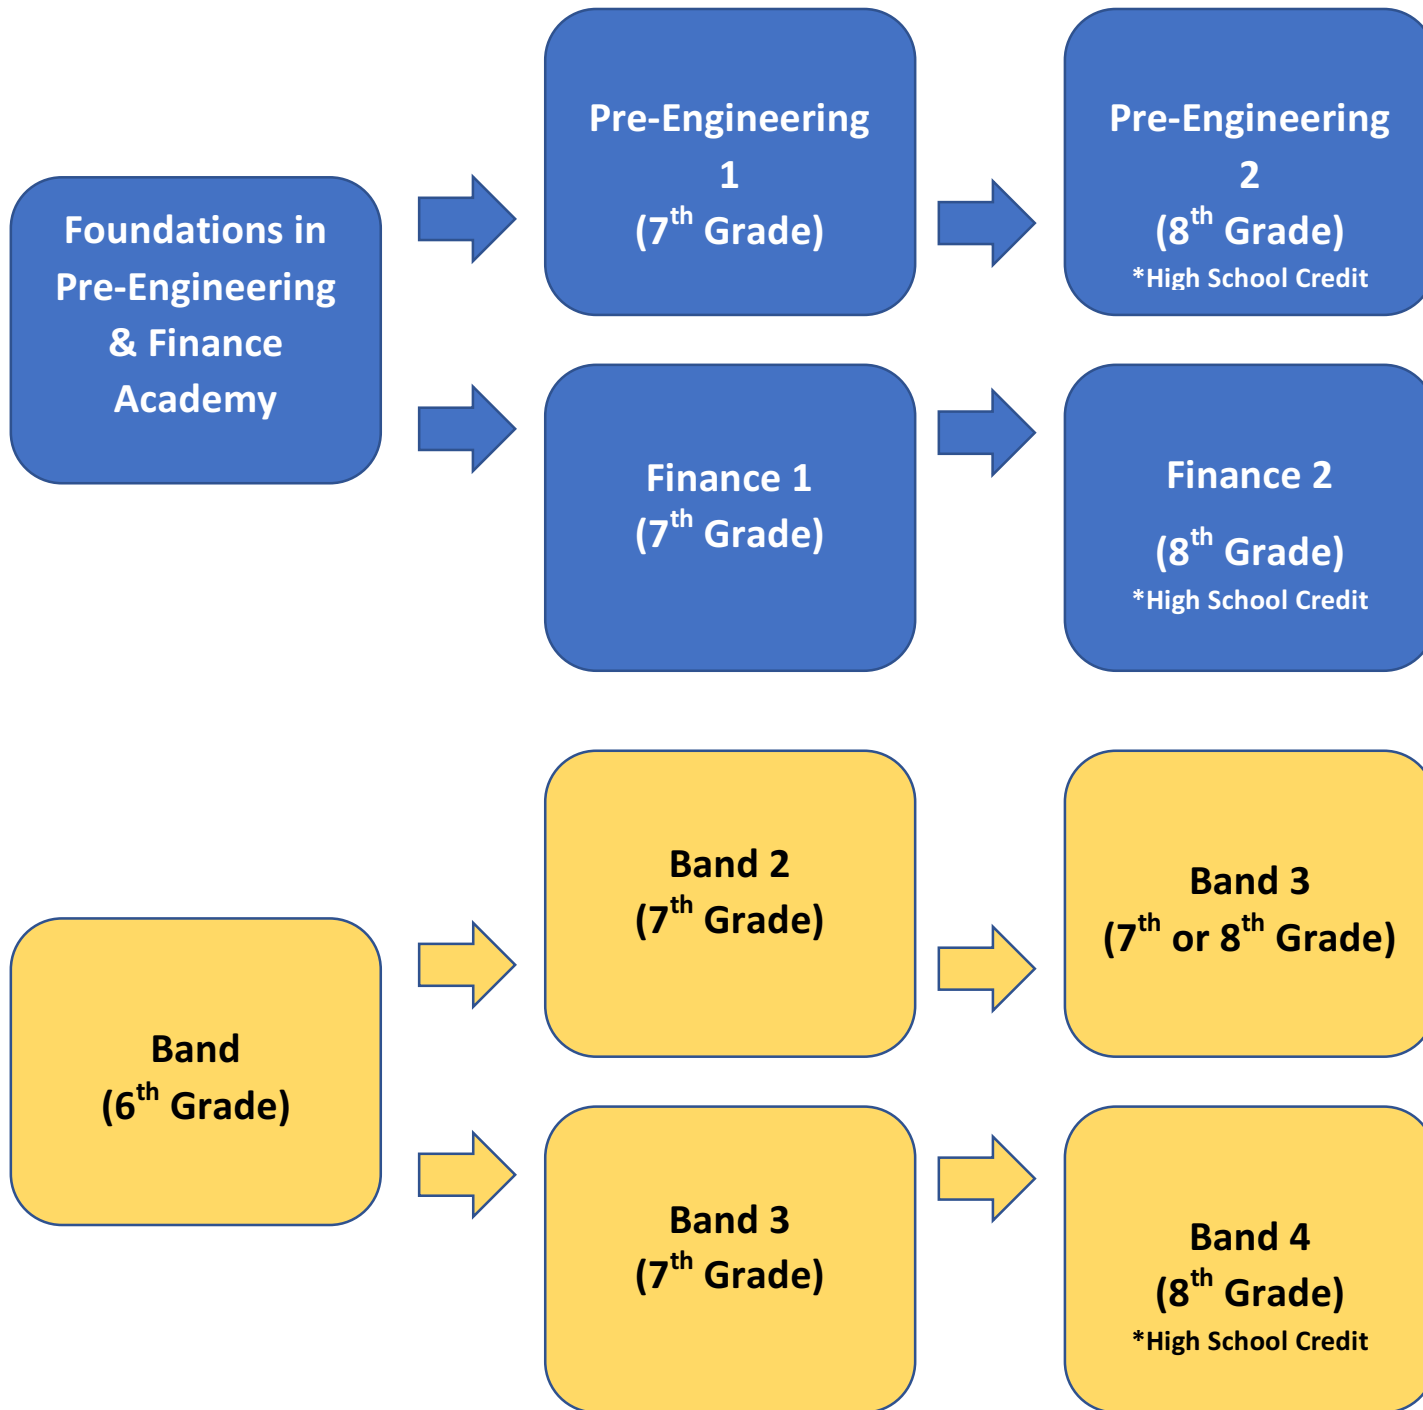 Foundations in
Pre-Engineering
& Finance
Academy
Pre-Engineering
1
(7th Grade)
Pre-Engineering
2
(8th Grade)
*High School Credit
Finance 1
(7th Grade)
Finance 2
(8th Grade)
*High School Credit
Band
(6th Grade)
Band 2
(7th Grade)
Band 3
(7th or 8th Grade)
Band 3
(7th Grade)
Band 4
(8th Grade)
*High School Credit